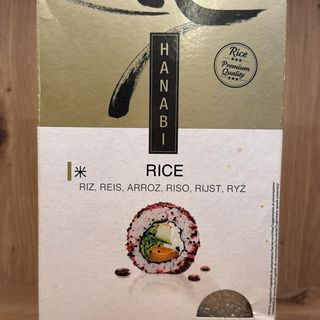 HANABI
Rice
Premium
Quality
米
RICE
RIZ, REIS, ARROZ, RISO, RIJST, RYŻ